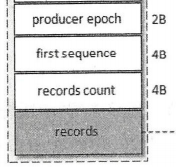 producer epoch 2B
first sequence 4B
records count 4B
records